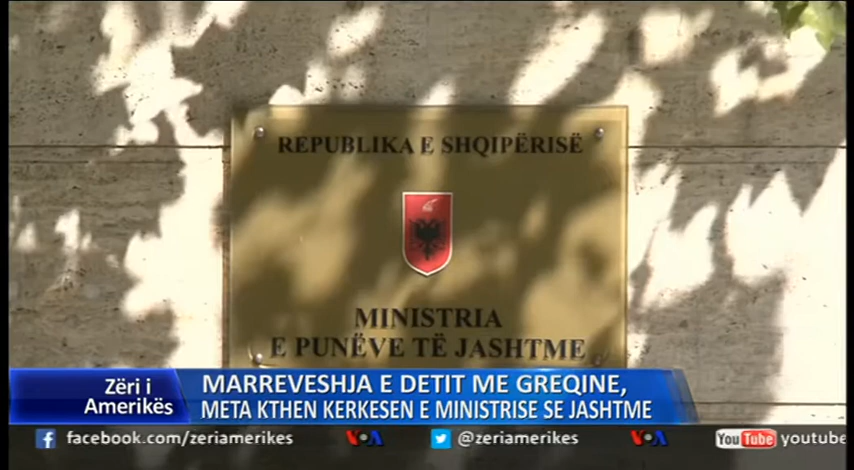 REPUBLIKA E SHQIPËRISË
MINISTRIA
E PUNËVE TË JASHTME
Zëri i
Amerikës
MARREVESHJA E DETIT ME GREQINE,
META KTHEN KERKESEN E MINISTRISE SE JASHTME
facebook.com/zeriamerikes VOA @zeriamerikes VOA YouTube youtube